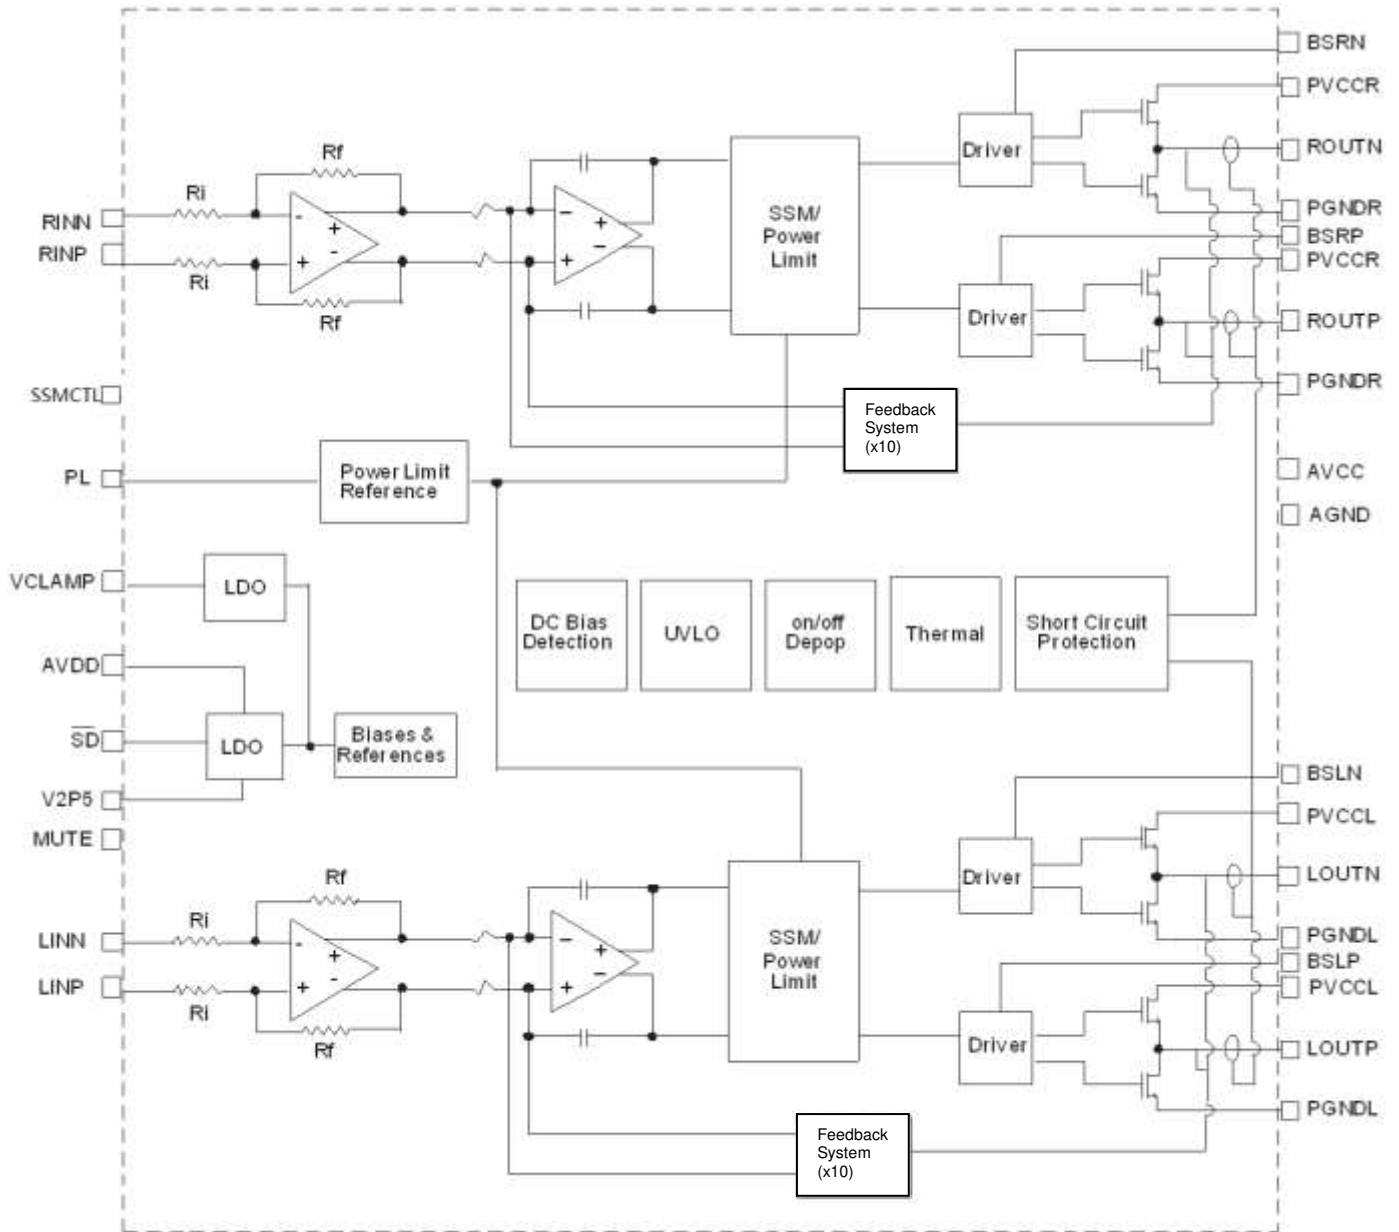 BSRN
PVCCR
Driver
ROUTN
Rf
Ri
RINN
-
+
-
+
-
+
-
+
SSM/
Power
Limit
PGNDR
BSRP
RINP
PVCCR
Ri
Rf
Driver
ROUTP
PGNDR
SSMCTL
Feedback
System
(x10)
PL
Power Limit
Reference
AVCC
AGND
VCLAMP
LDO
DC Bias
Detection
UVLO
on/off
Depop
Thermal
Short Circuit
Protection
AVDD
SD
LDO
Biases &
References
V2P5
MUTE
BSLN
PVCCL
Driver
LOUTN
Rf
Ri
LINN
-
+
-
+
-
+
-
+
SSM/
Power
Limit
PGNDL
BSLP
LINP
PVCCL
Ri
Rf
Driver
LOUTP
PGNDL
Feedback
System
(x10)